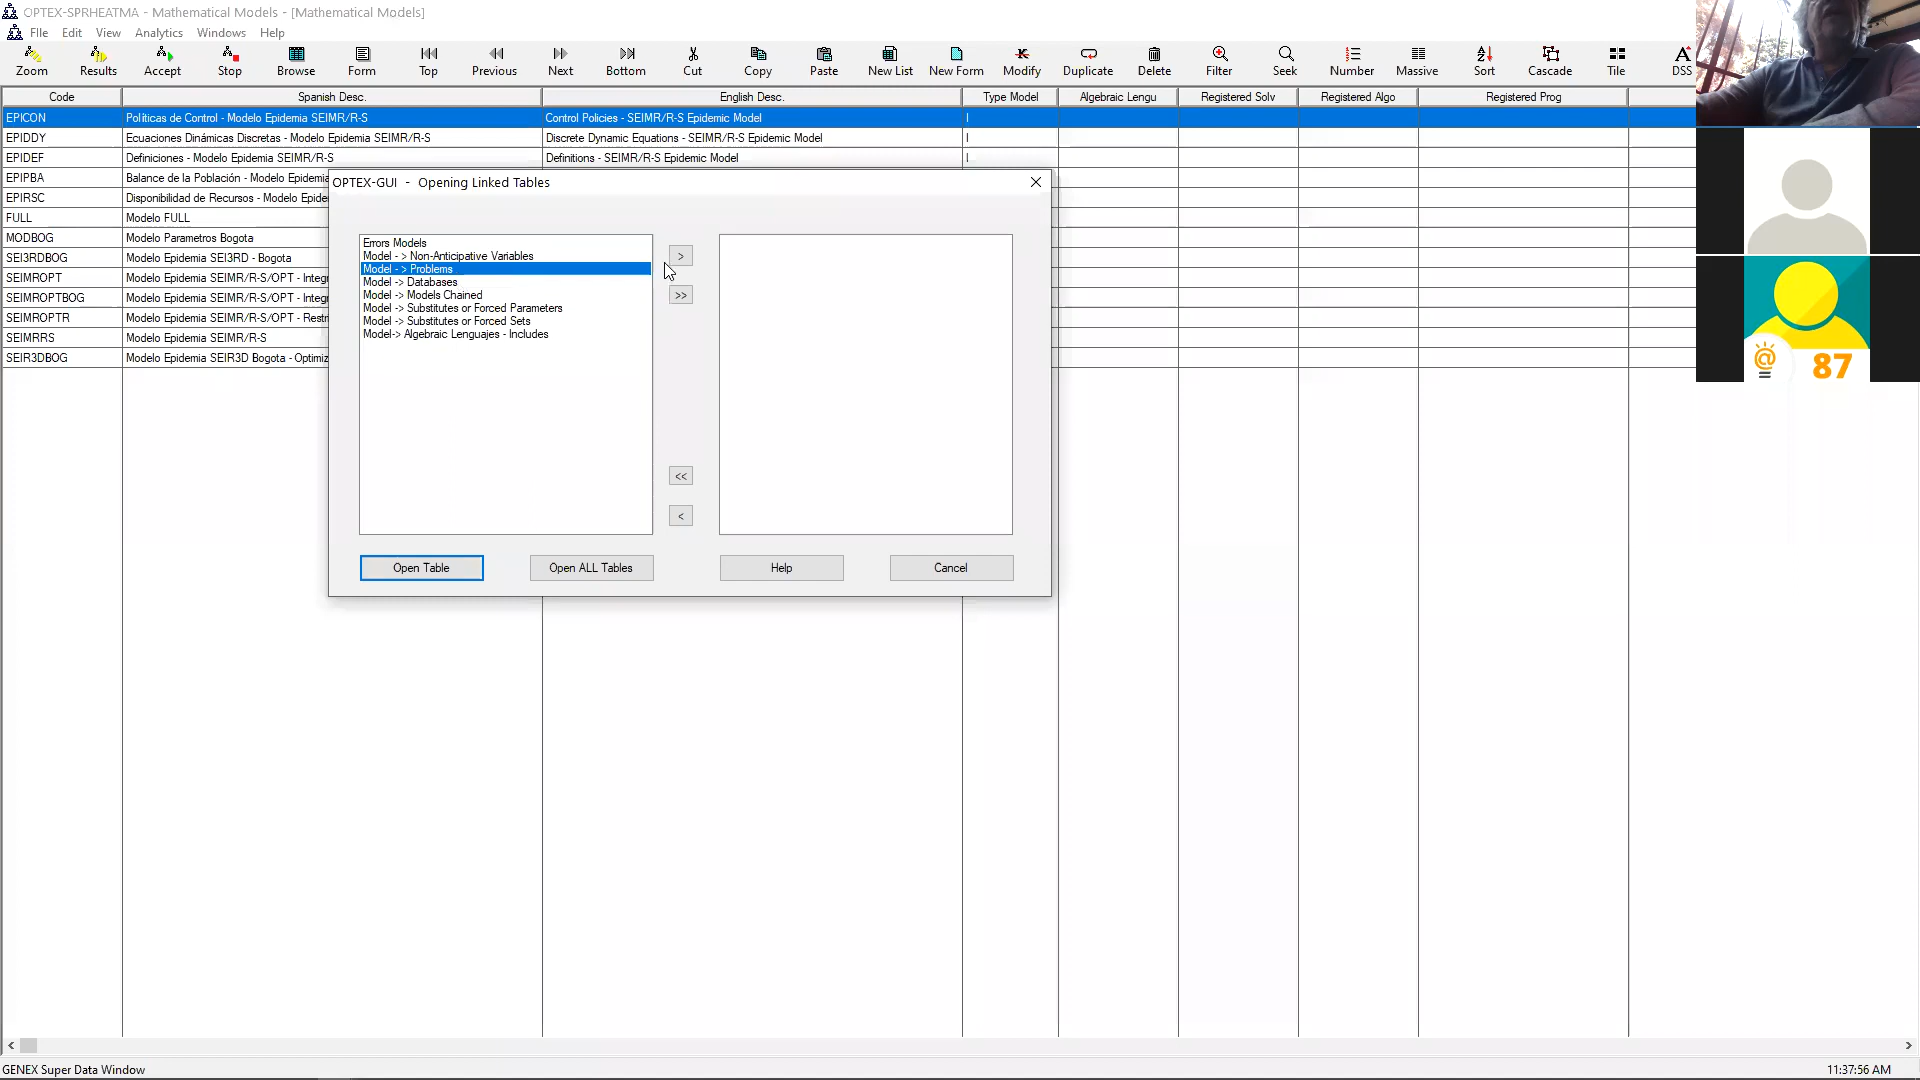 OPTEX-SPRHEATMA - Mathematical Models - [Mathematical Models]
FIle Edit View Analytics Windows Help
Zoom Results Accept Stop Browse Form Top Previous Next Bottom Cut Copy Paste New List New Form Modify Duplicate Delete Filter Seek Number Massive Sort Cascade Tile DSS
Code Spanish Desc. English Desc. Type Model Algebraic Lengu Registered Solv Registered Algo Registered Prog
EPICON Políticas de Control - Modelo Epidemia SEIMR/R-S Control Policies - SEIMR/R-S Epidemic Model I
EPIDDY Ecuaciones Dinámicas Discretas - Modelo Epidemia SEIMR/R-S Discrete Dynamic Equations - SEIMR/R-S Epidemic Model I
EPIDEF Definiciones - Modelo Epidemia SEIMR/R-S Definitions - SEIMR/R-S Epidemic Model I
EPIPBA Balance de la Población - Modelo Epidemia
EPIRSC Disponibilidad de Recursos - Modelo Epide
FULL Modelo FULL
MODBOG Modelo Parametros Bogota
SEI3RDBOG Modelo Epidemia SEI3RD - Bogota
SEIMROPT Modelo Epidemia SEIMR/R-S/OPT - Integr
SEIMROPTBOG Modelo Epidemia SEIMR/R-S/OPT - Integr
SEIMROPTR Modelo Epidemia SEIMR/R-S/OPT - Restr
SEIMRRS Modelo Epidemia SEIMR/R-S
SEIR3DBOG Modelo Epidemia SEIR3D Bogota - Optimiz
OPTEX-GUI - Opening Linked Tables
Errors Models
Model - > Non-Anticipative Variables
Model - > Problems
Model -> Databases
Model -> Models Chained
Model -> Substitutes or Forced Parameters
Model -> Substitutes or Forced Sets
Model-> Algebraic Lenguajes - Includes
>
>>
<<
<
Open Table Open ALL Tables Help Cancel
@ 87
GENEX Super Data Window 11:37:56 AM